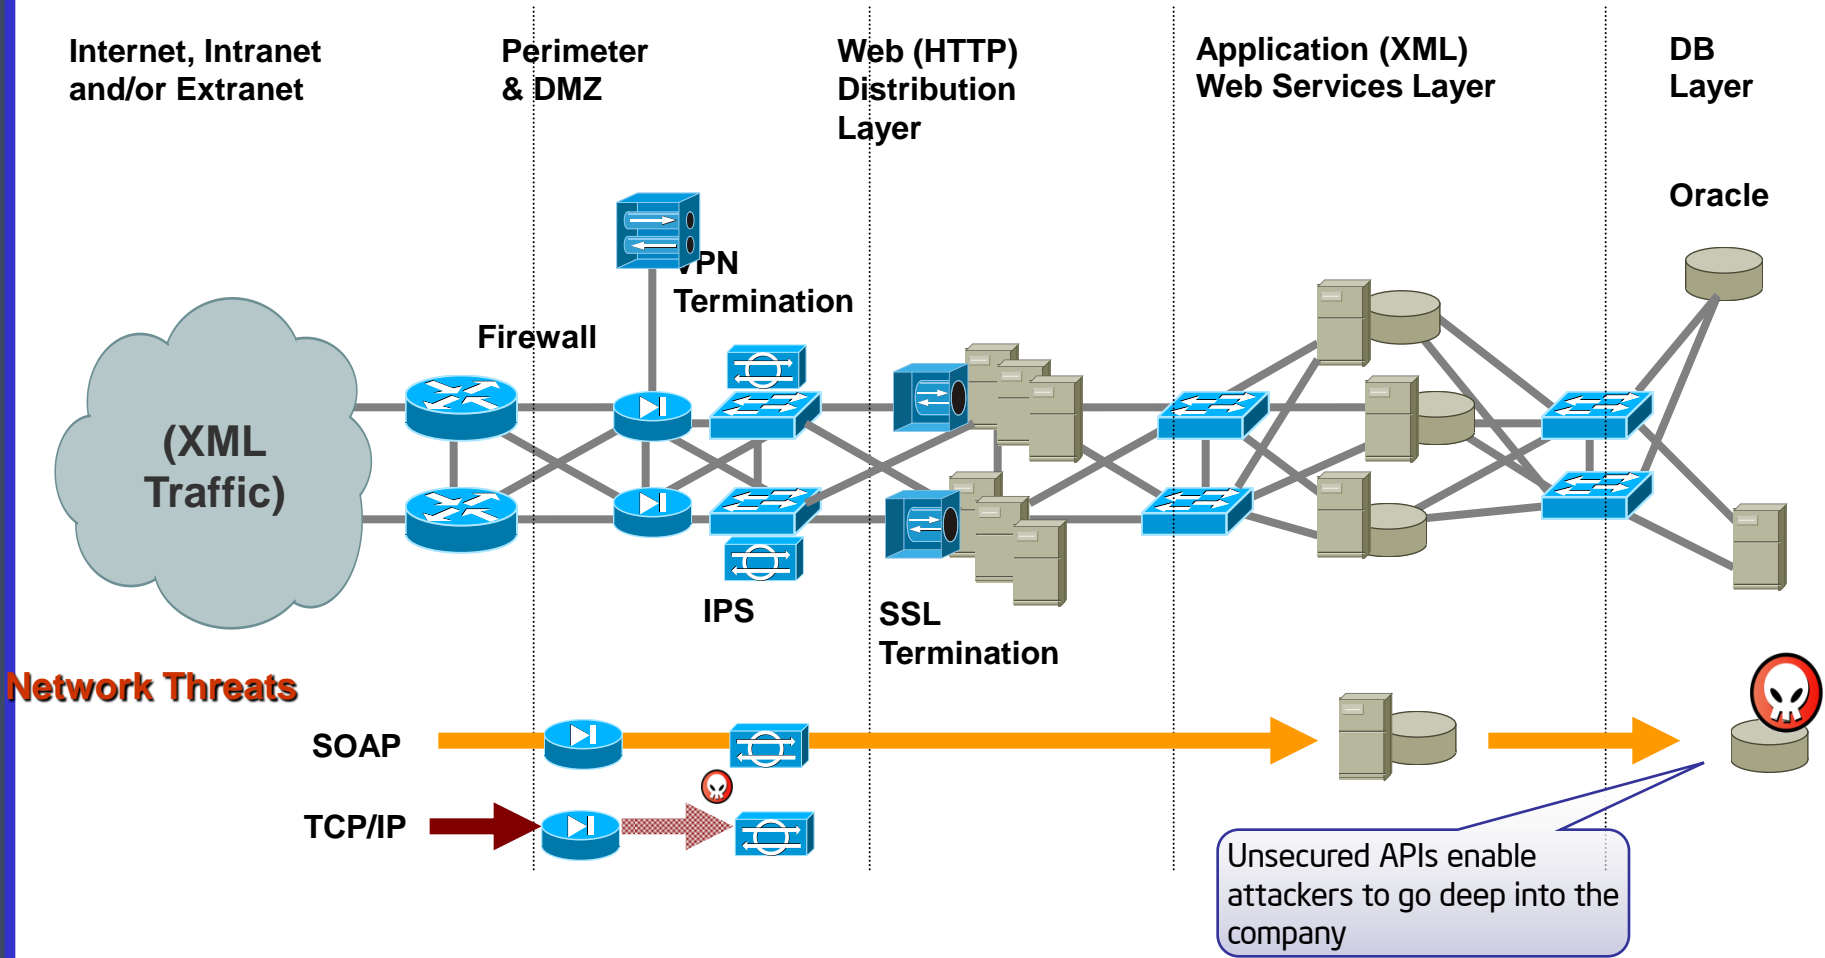 Internet, Intranet
and/or Extranet
Perimeter
& DMZ
Web (HTTP)
Distribution
Layer
Application (XML)
Web Services Layer
DB
Layer
Oracle
VPN
Termination
Firewall
(XML
Traffic)
IPS
SSL
Termination
Network Threats
SOAP
TCP/IP
Unsecured APIs enable
attackers to go deep into the
company